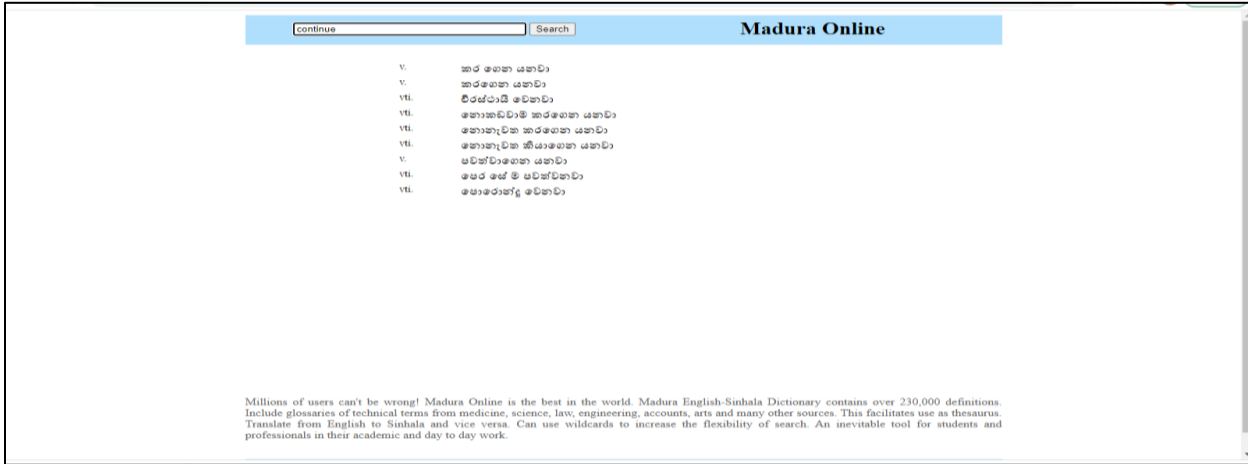 continue Search Madura Online
v. කර ගෙන යනවා
v. කරගෙන යනවා
vti. චිරස්ථායී වෙනවා
vti. නොකඩවාම කරගෙන යනවා
vti. නොනැවත කරගෙන යනවා
vti. නොනැවත කියාගෙන යනවා
v. පවත්වාගෙන යනවා
vti. පෙර සේ ම පවත්වනවා
vti. පොරොන්දු වෙනවා
Millions of users can't be wrong! Madura Online is the best in the world. Madura English-Sinhala Dictionary contains over 230,000 definitions.
Include glossaries of technical terms from medicine, science, law, engineering, accounts, arts and many other sources. This facilitates use as thesaurus.
Translate from English to Sinhala and vice versa. Can use wildcards to increase the flexibility of search. An inevitable tool for students and
professionals in their academic and day to day work.